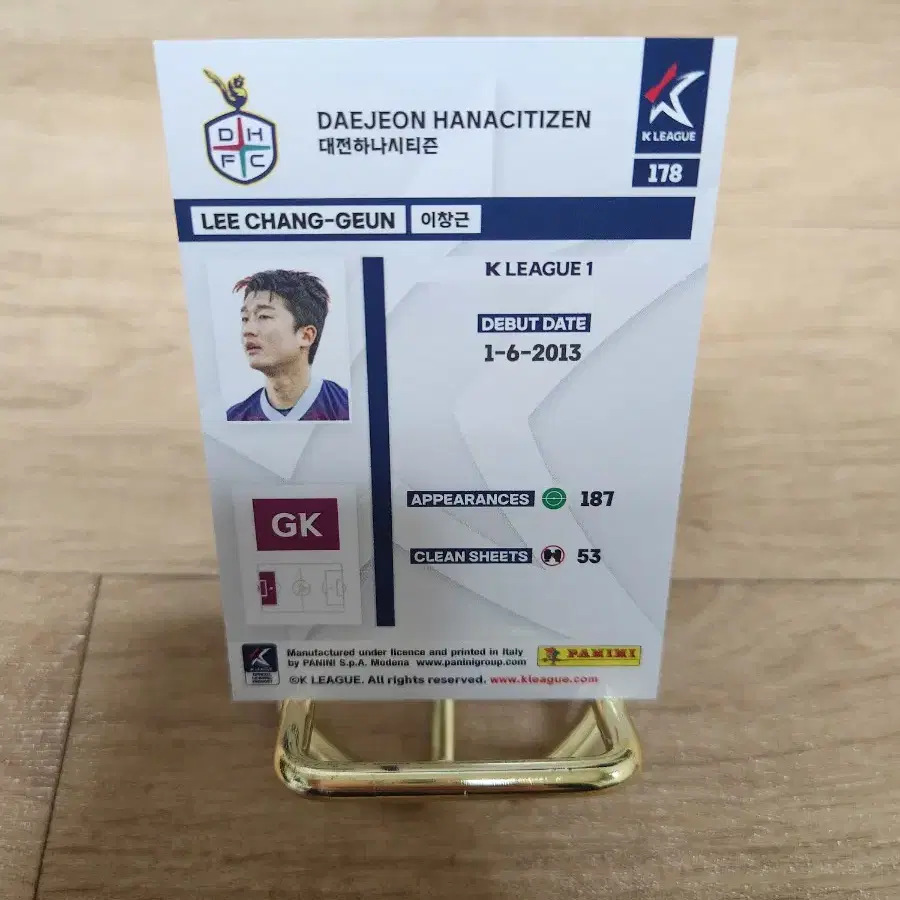 DH
FC
DAEJEON HANACITIZEN
대전하나시티즌
K LEAGUE
178
LEE CHANG-GEUN 이창근
K LEAGUE 1
DEBUT DATE
1-6-2013
APPEARANCES 187
CLEAN SHEETS 53
GK
Manufactured under licence and printed in Italy
by PANINI S.p.A. Modena www.paninigroup.com
PANINI
©K LEAGUE. All rights reserved. www.kleague.com